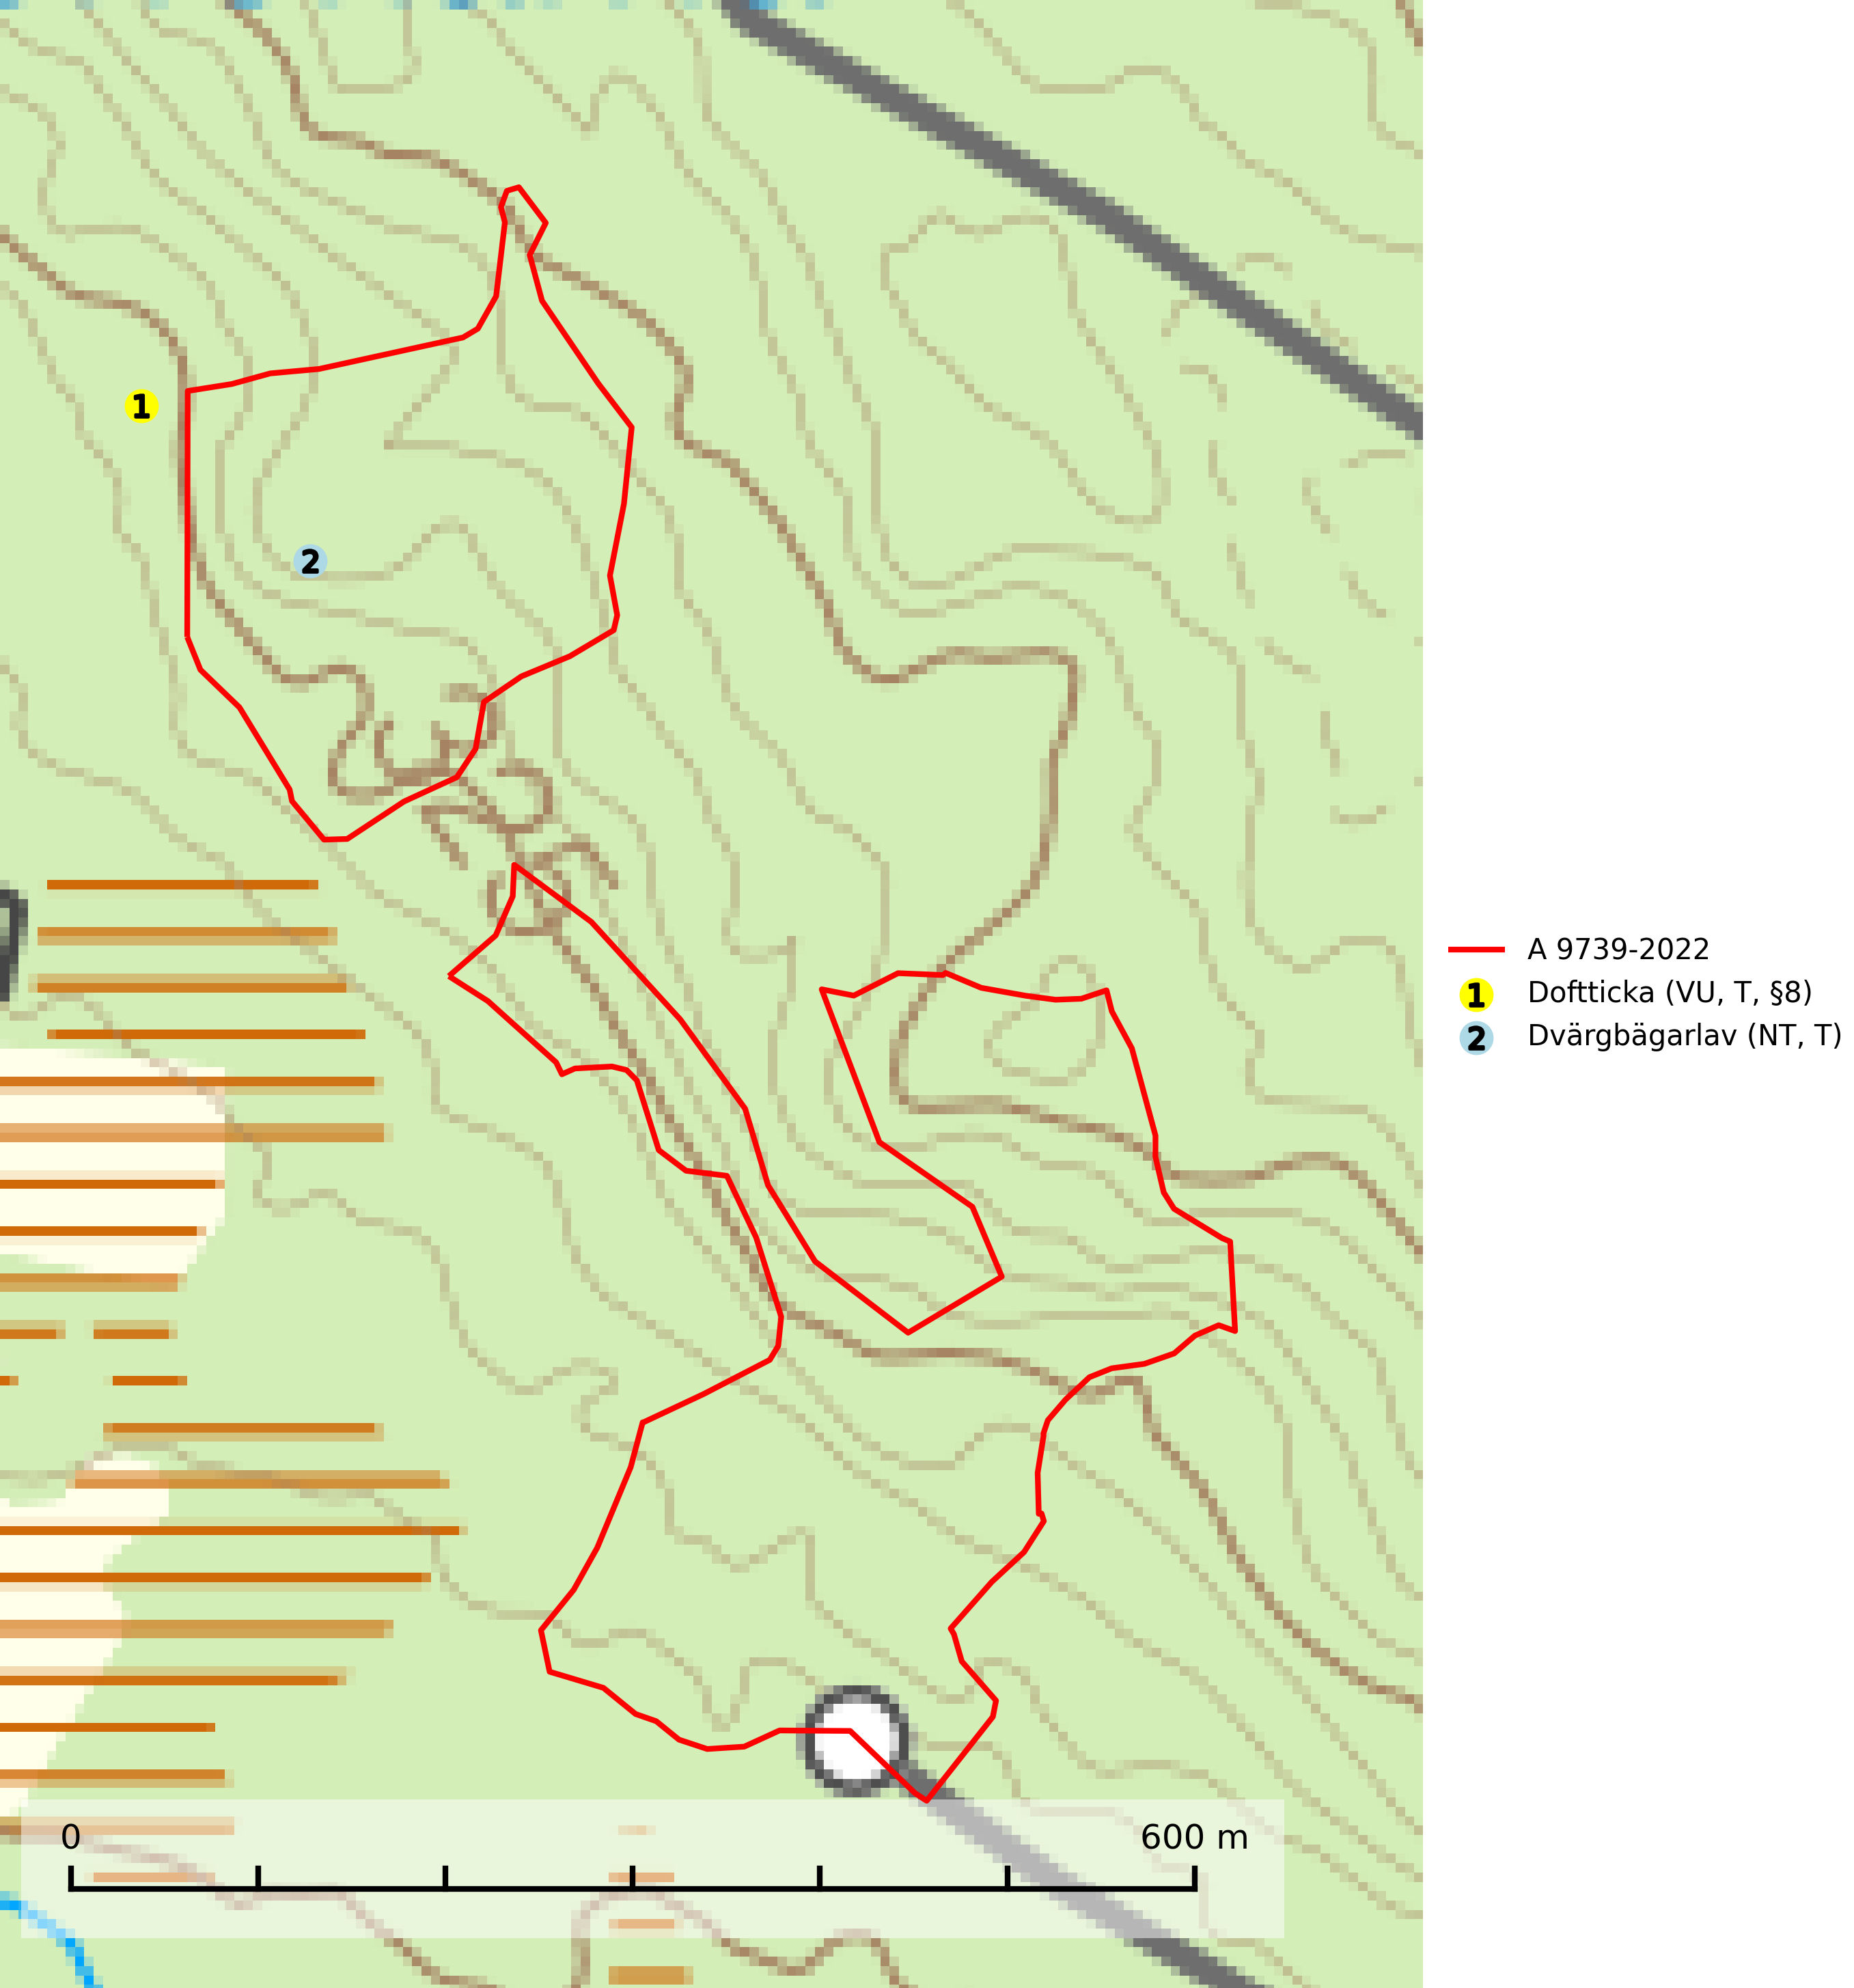 1
2
A 9739-2022
1 Doftticka (VU, T, §8)
2 Dvärgbägarlav (NT, T)
0 600 m